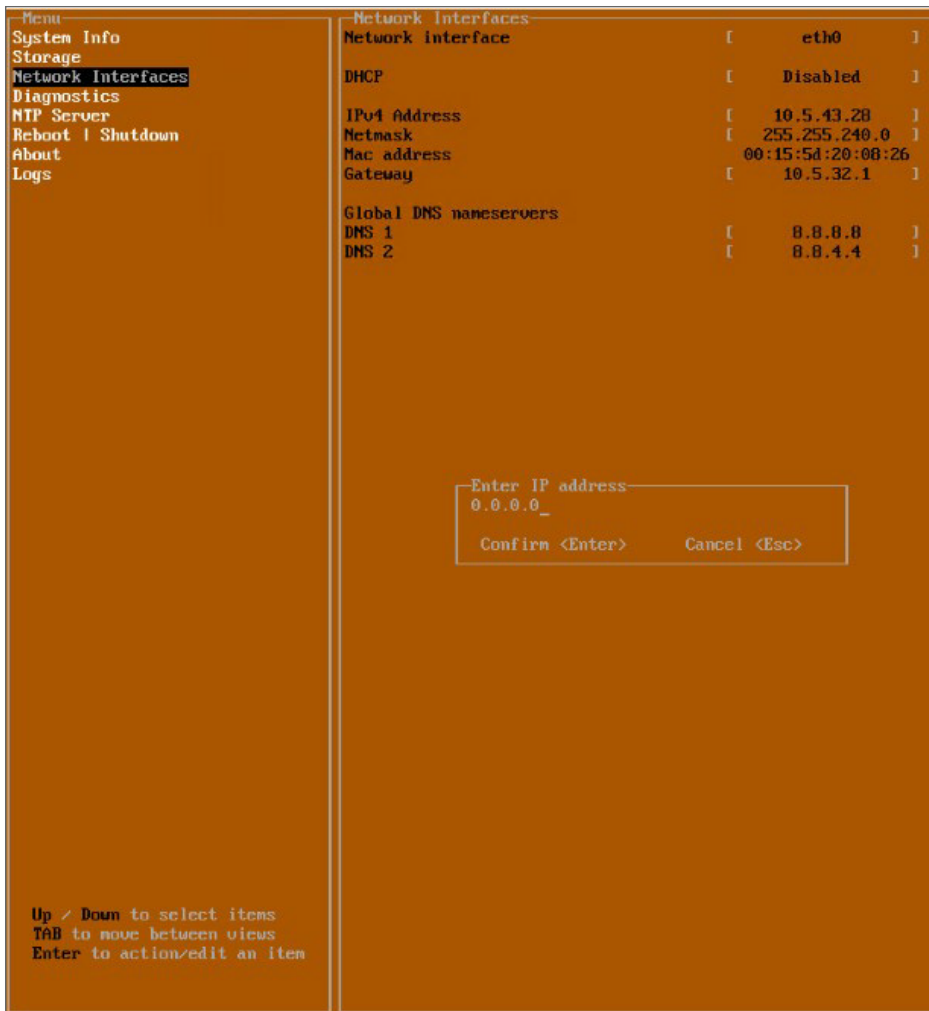 Menu
System Info
Storage
Network Interfaces
Diagnostics
NTP Server
Reboot | Shutdown
About
Logs
Network Interfaces
Network interface [ eth0 ]
DHCP [ Disabled ]
IPv4 Address [ 10.5.43.28 ]
Netmask [ 255.255.240.0 ]
Mac address 00:15:5d:20:08:26
Gateway [ 10.5.32.1 ]
Global DNS nameservers
DNS 1 [ 8.8.8.8 ]
DNS 2 [ 8.8.4.4 ]
Enter IP address
0.0.0.0_
Confirm <Enter> Cancel <Esc>
Up / Down to select items
TAB to move between views
Enter to action/edit an item